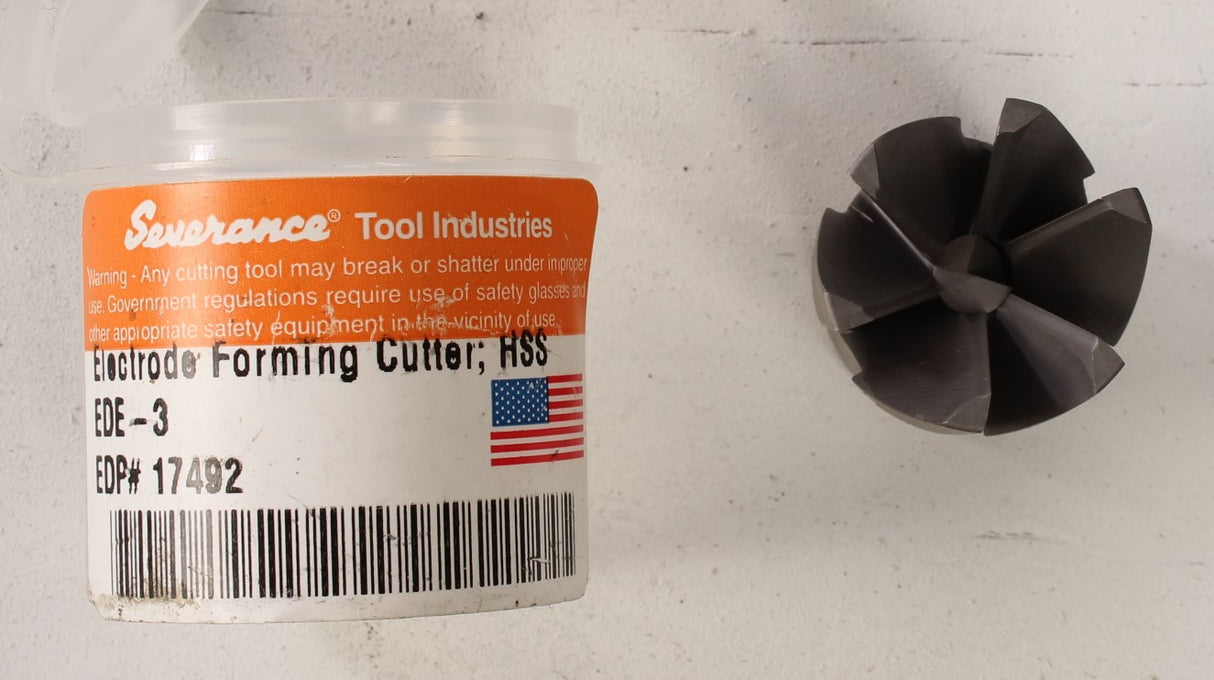 Severance® Tool Industries
Warning - Any cutting tool may break or shatter under improper
use. Government regulations require use of safety glasses and
other appropriate safety equipment in the vicinity of use.
Electrode Forming Cutter; HSS
EDE-3
EDP# 17492